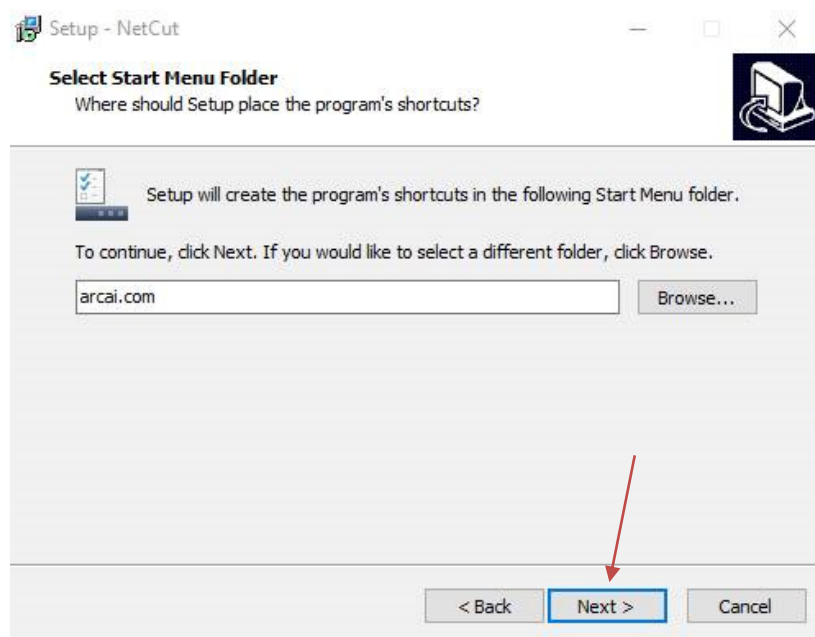 Setup - NetCut
Select Start Menu Folder
Where should Setup place the program's shortcuts?
Setup will create the program's shortcuts in the following Start Menu folder.
To continue, click Next. If you would like to select a different folder, click Browse.
arcai.com
Browse...
< Back
Next >
Cancel